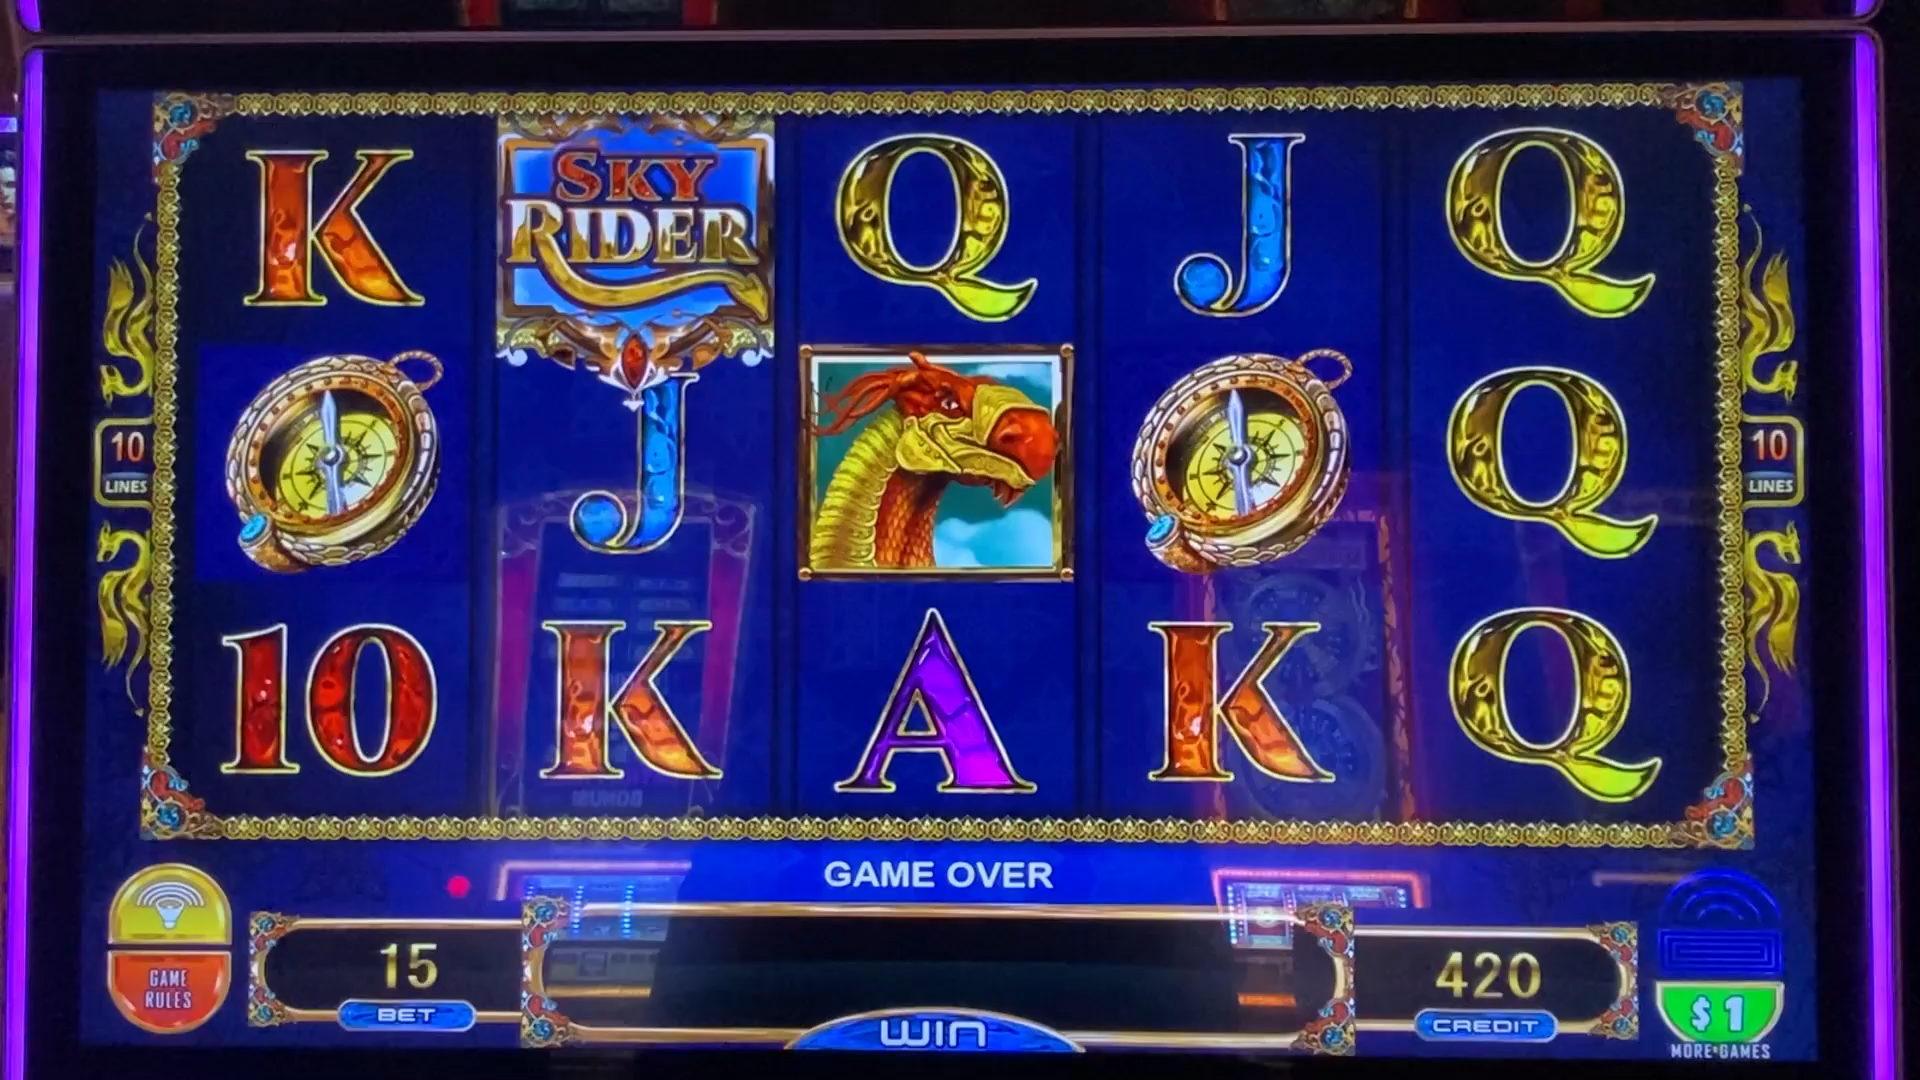 K
SKY
RIDER
Q
J
Q
J
Q
10
LINES
10
LINES
10
K
A
K
Q
GAME OVER
GAME
RULES
15
BET
WIN
420
CREDIT
$1
MORE GAMES